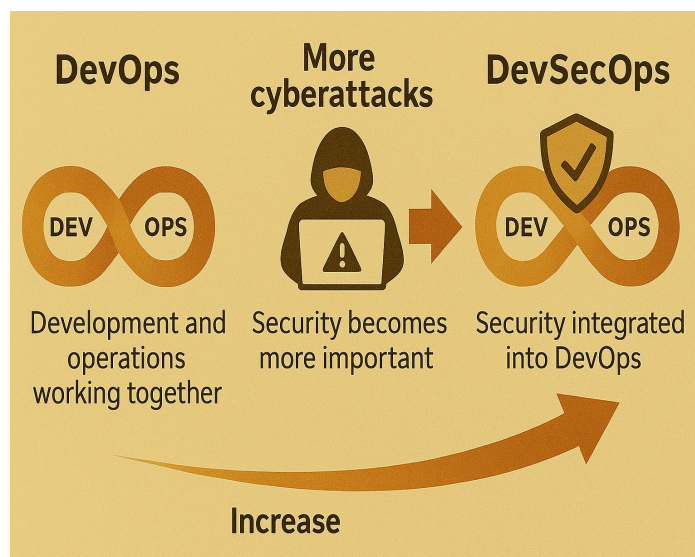 DevOps
DEV OPS
Development and
operations
working together
More
cyberattacks
Security becomes
more important
DevSecOps
DEV OPS
Security integrated
into DevOps
Increase